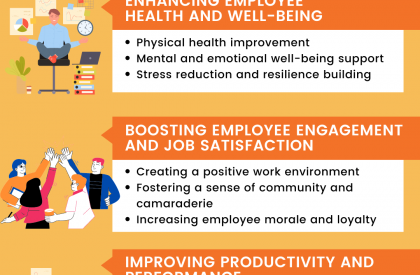 ENHANCING EMPLOYEE
HEALTH AND WELL-BEING
• Physical health improvement
• Mental and emotional well-being support
• Stress reduction and resilience building
BOOSTING EMPLOYEE ENGAGEMENT
AND JOB SATISFACTION
• Creating a positive work environment
• Fostering a sense of community and
camaraderie
• Increasing employee morale and loyalty
IMPROVING PRODUCTIVITY AND
PERFORMANCE